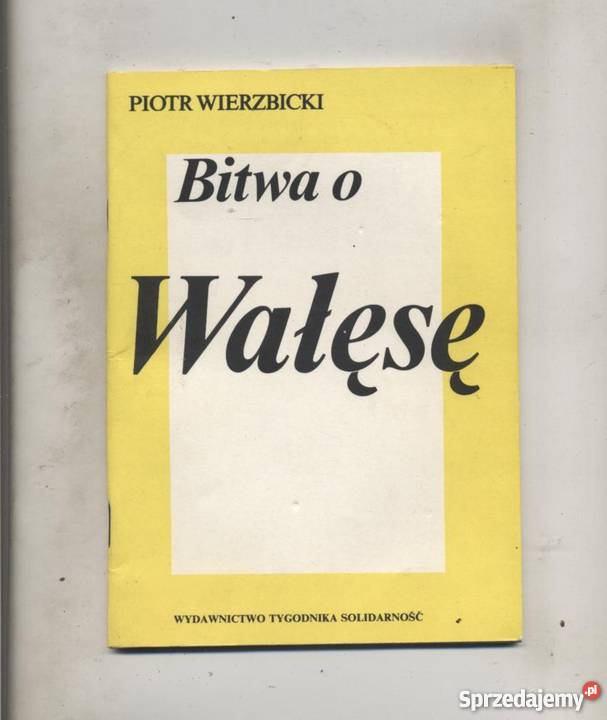 PIOTR WIERZBICKI
Bitwa o
Wałęsę
WYDAWNICTWO TYGODNIKA SOLIDARNOŚĆ
Sprzedajemy.pl